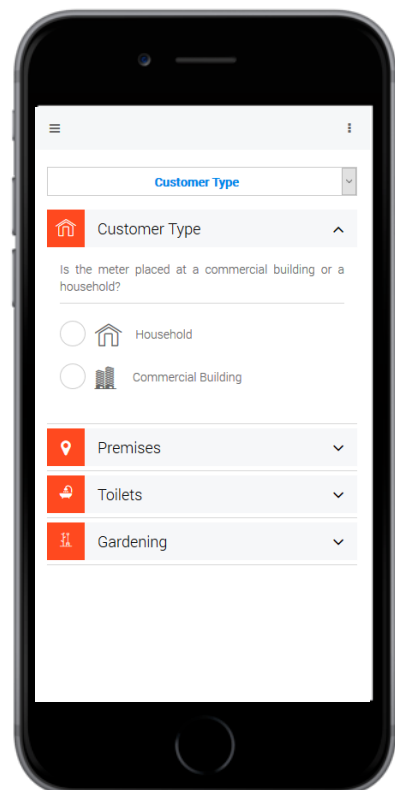 Customer Type
Customer Type
Is the meter placed at a commercial building or a
household?
Household
Commercial Building
Premises
Toilets
Gardening